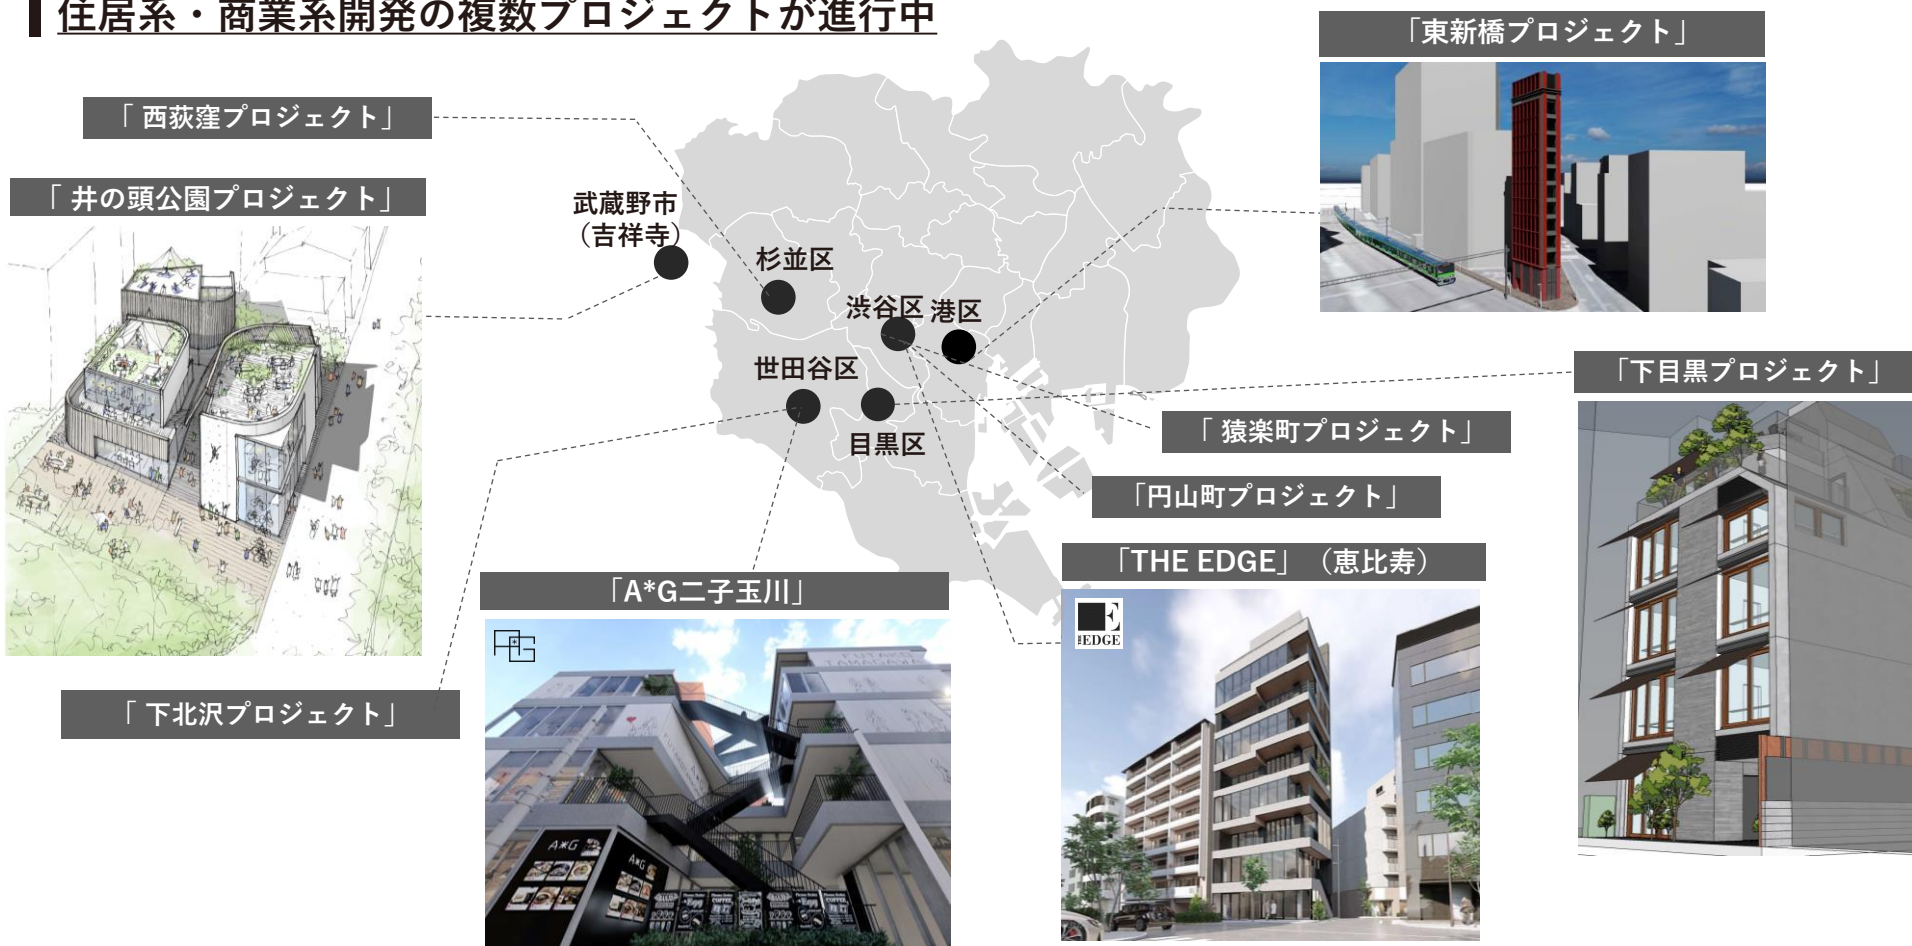 住居系・商業系開発の複数プロジェクトが進行中
「東新橋プロジェクト」
「 西荻窪プロジェクト」
「 井の頭公園プロジェクト」
武蔵野市
（吉祥寺）
杉並区
渋谷区
港区
世田谷区
目黒区
「下目黒プロジェクト」
「 猿楽町プロジェクト」
「円山町プロジェクト」
「THE EDGE」（恵比寿）
「A*G二子玉川」
「 下北沢プロジェクト」
E
THE EDGE
A*G
FUTAKO
TAMAGAWA
A*G
A*G
Egg
COFFEE
COFFEE